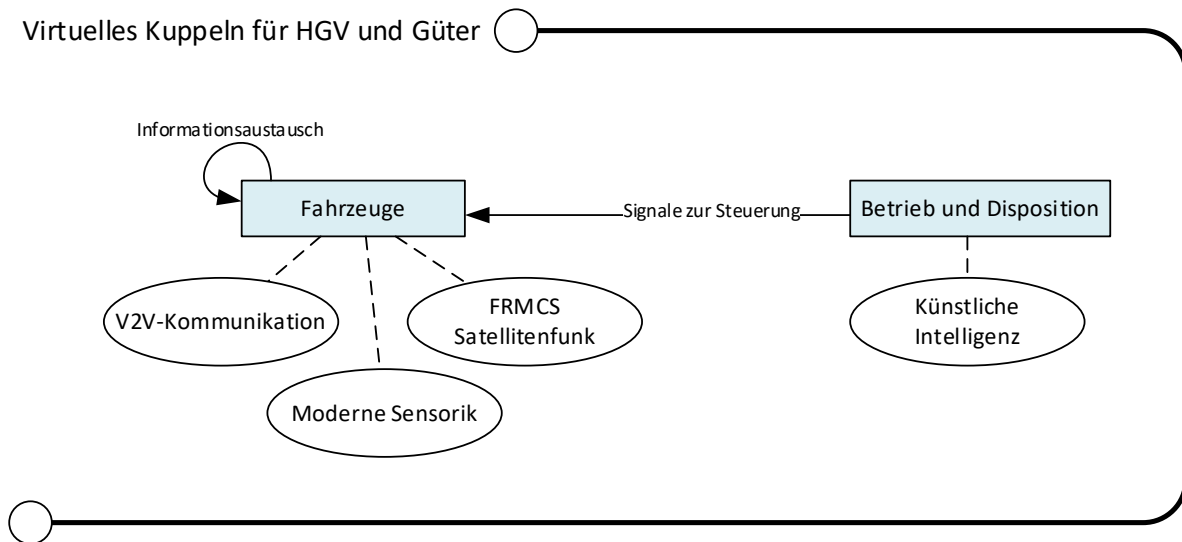 Virtuelles Kuppeln für HGV und Güter
Informationsaustausch
Fahrzeuge
Signale zur Steuerung
Betrieb und Disposition
V2V-Kommunikation
FRMCS
Satellitenfunk
Künstliche
Intelligenz
Moderne Sensorik